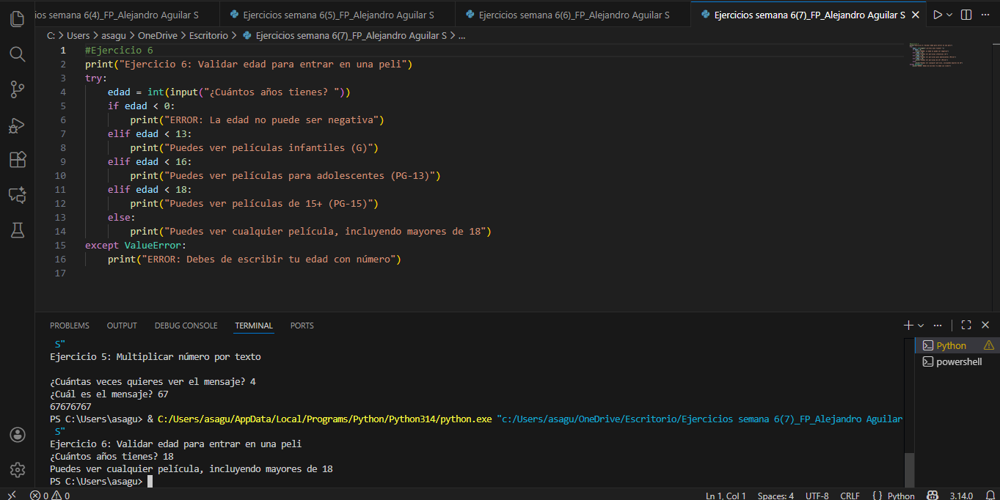 ios semana 6(4)_FP_Alejandro Aguilar S
Ejercicios semana 6(5)_FP_Alejandro Aguilar S
Ejercicios semana 6(6)_FP_Alejandro Aguilar S
Ejercicios semana 6(7)_FP_Alejandro Aguilar S
C: > Users > asagu > OneDrive > Escritorio > Ejercicios semana 6(7)_FP_Alejandro Aguilar S > ...
1 #Ejercicio 6
2 print("Ejercicio 6: Validar edad para entrar en una peli")
3 try:
4 edad = int(input("¿Cuántos años tienes? "))
5 if edad < 0:
6 print("ERROR: La edad no puede ser negativa")
7 elif edad < 13:
8 print("Puedes ver películas infantiles (G)")
9 elif edad < 16:
10 print("Puedes ver películas para adolescentes (PG-13)")
11 elif edad < 18:
12 print("Puedes ver películas de 15+ (PG-15)")
13 else:
14 print("Puedes ver cualquier película, incluyendo mayores de 18")
15 except ValueError:
16 print("ERROR: Debes de escribir tu edad con número")
17
PROBLEMS OUTPUT DEBUG CONSOLE TERMINAL PORTS
S"
Ejercicio 5: Multiplicar número por texto
¿Cuántas veces quieres ver el mensaje? 4
¿Cuál es el mensaje? 67
67676767
PS C:\Users\asagu> & C:/Users/asagu/AppData/Local/Programs/Python/Python314/python.exe "c:/Users/asagu/OneDrive/Escritorio/Ejercicios semana 6(7)_FP_Alejandro Aguilar
S"
Ejercicio 6: Validar edad para entrar en una peli
¿Cuántos años tienes? 18
Puedes ver cualquier película, incluyendo mayores de 18
PS C:\Users\asagu>
Python
powershell
0 0
Ln 1, Col 1 Spaces: 4 UTF-8 CRLF { } Python 3.14.0